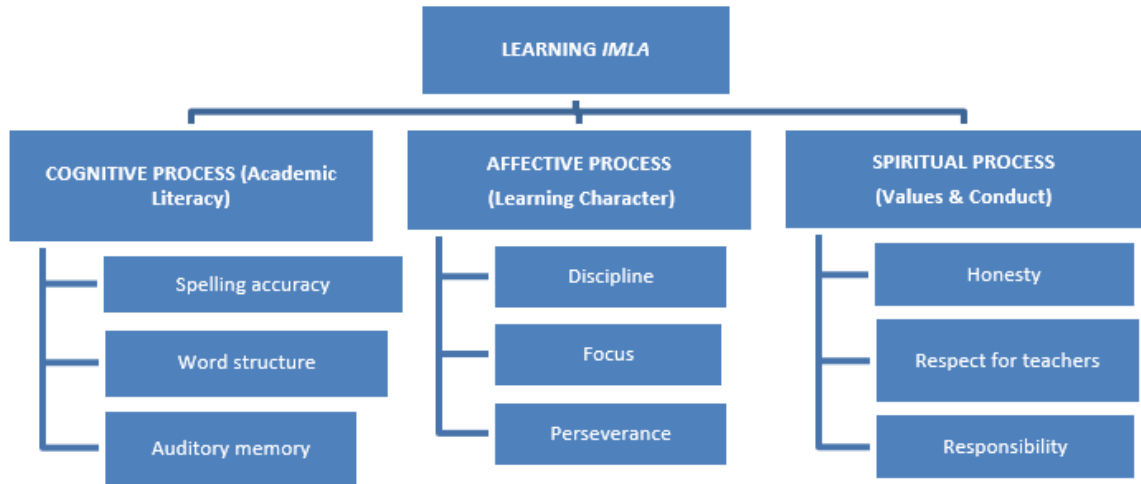 LEARNING IMLA
COGNITIVE PROCESS (Academic
Literacy)
Spelling accuracy
Word structure
Auditory memory
AFFECTIVE PROCESS
(Learning Character)
Discipline
Focus
Perseverance
SPIRITUAL PROCESS
(Values & Conduct)
Honesty
Respect for teachers
Responsibility